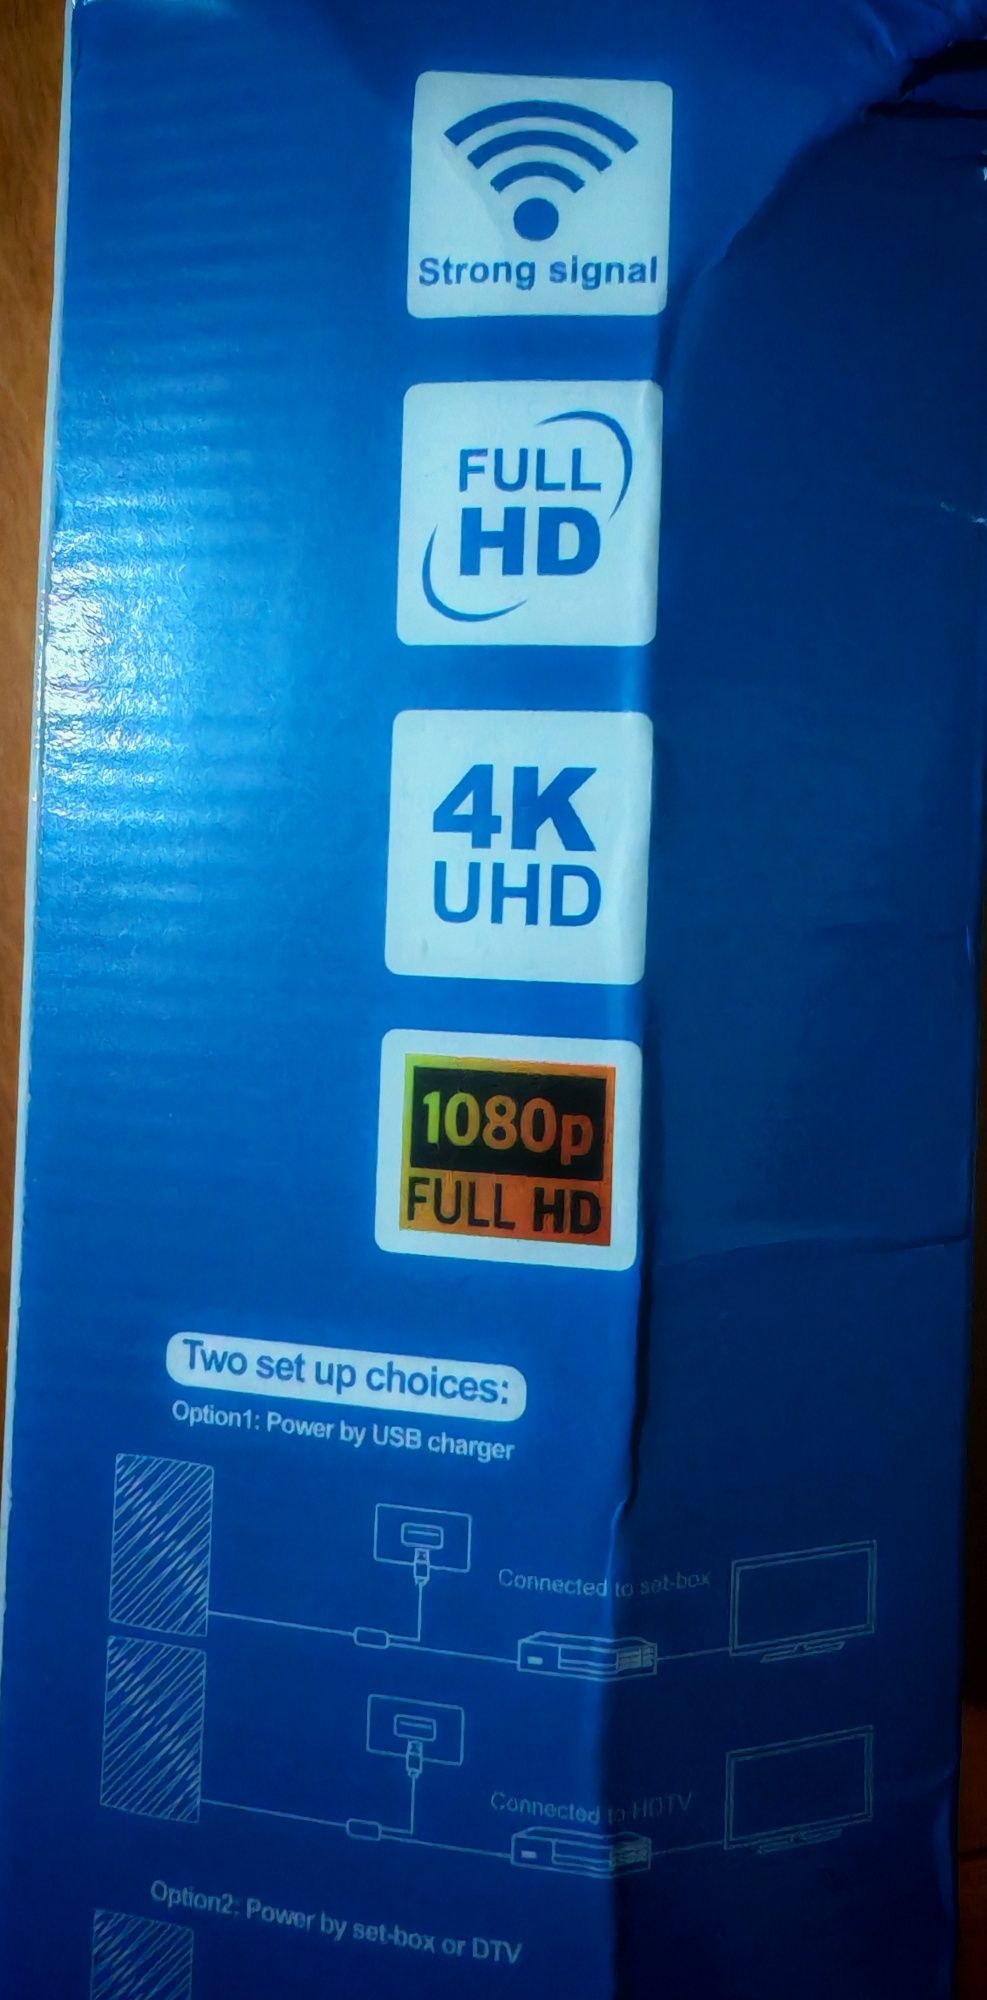 Strong signal
FULL
HD
4K
UHD
1080p
FULL HD
Two set up choices:
Option1: Power by USB charger
Connected to set-box
Connected to HDTV
Option2: Power by set-box or DTV